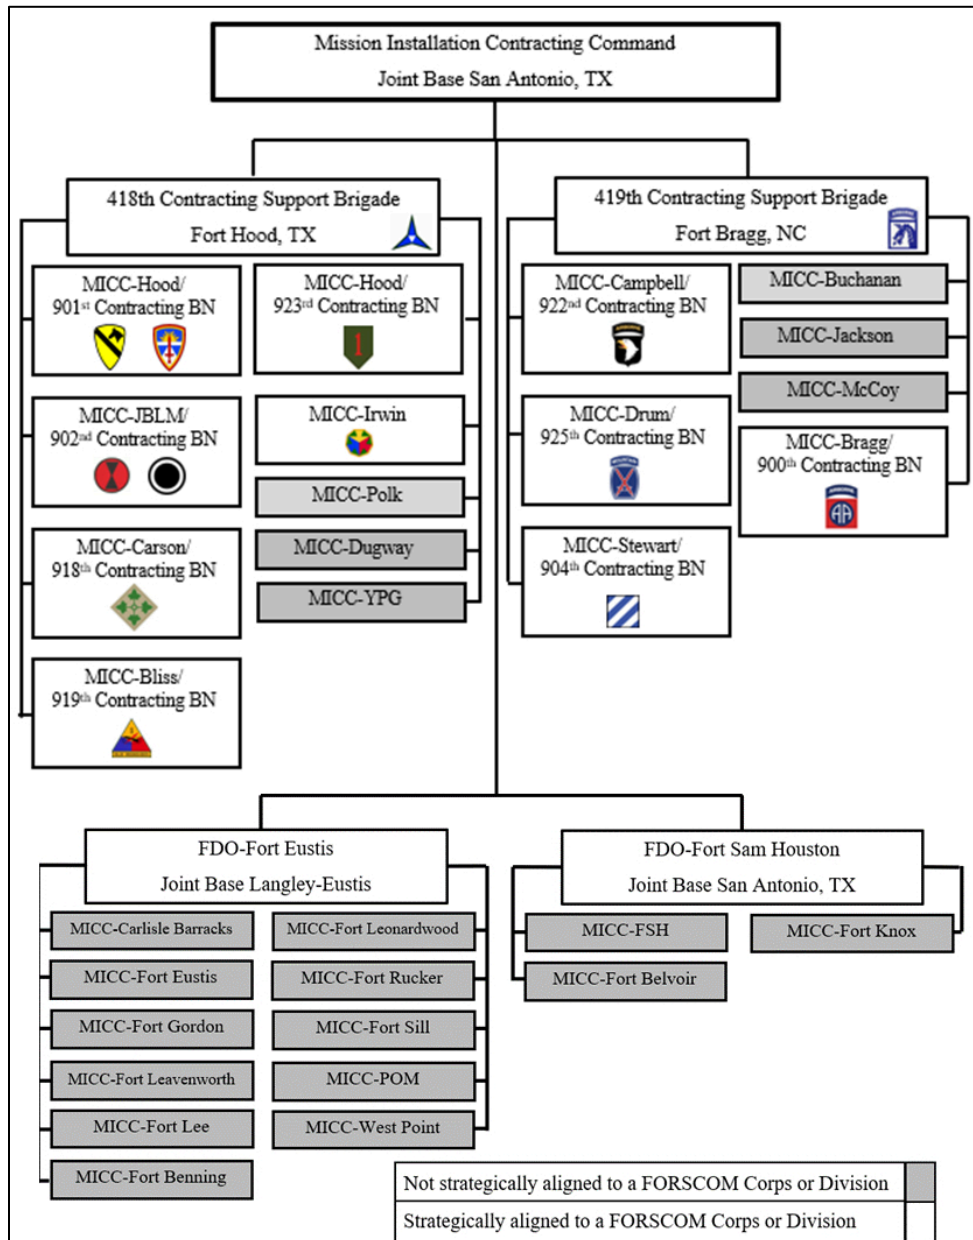 Mission Installation Contracting Command
Joint Base San Antonio, TX
418th Contracting Support Brigade
Fort Hood, TX
419th Contracting Support Brigade
Fort Bragg, NC
MICC-Hood/
901st Contracting BN
MICC-Hood/
923rd Contracting BN
1
MICC-JBLM/
902nd Contracting BN
MICC-Irwin
MICC-Polk
MICC-Carson/
918th Contracting BN
MICC-Dugway
MICC-YPG
MICC-Bliss/
919th Contracting BN
MICC-Campbell/
922nd Contracting BN
MICC-Buchanan
MICC-Jackson
MICC-McCoy
MICC-Drum/
925th Contracting BN
MICC-Bragg/
900th Contracting BN
AA
MICC-Stewart/
904th Contracting BN
FDO-Fort Eustis
Joint Base Langley-Eustis
FDO-Fort Sam Houston
Joint Base San Antonio, TX
MICC-Carlisle Barracks
MICC-Fort Leonardwood
MICC-Fort Eustis
MICC-Fort Rucker
MICC-Fort Gordon
MICC-Fort Sill
MICC-Fort Leavenworth
MICC-POM
MICC-Fort Lee
MICC-West Point
MICC-Fort Benning
MICC-FSH
MICC-Fort Knox
MICC-Fort Belvoir
Not strategically aligned to a FORSCOM Corps or Division
Strategically aligned to a FORSCOM Corps or Division